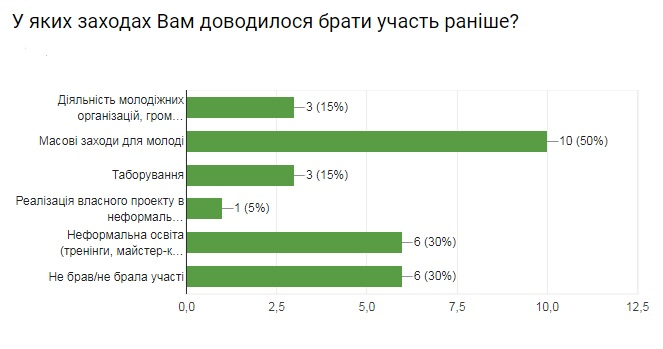 У яких заходах Вам доводилося брати участь раніше?
Діяльність молодіжних
організацій, гром…
3 (15%)
Масові заходи для молоді
10 (50%)
Таборування
3 (15%)
Реалізація власного проекту в
неформаль…
1 (5%)
Неформальна освіта
(тренінги, майстер-к…
6 (30%)
Не брав/не брала участі
6 (30%)
0,0 2,5 5,0 7,5 10,0 12,5